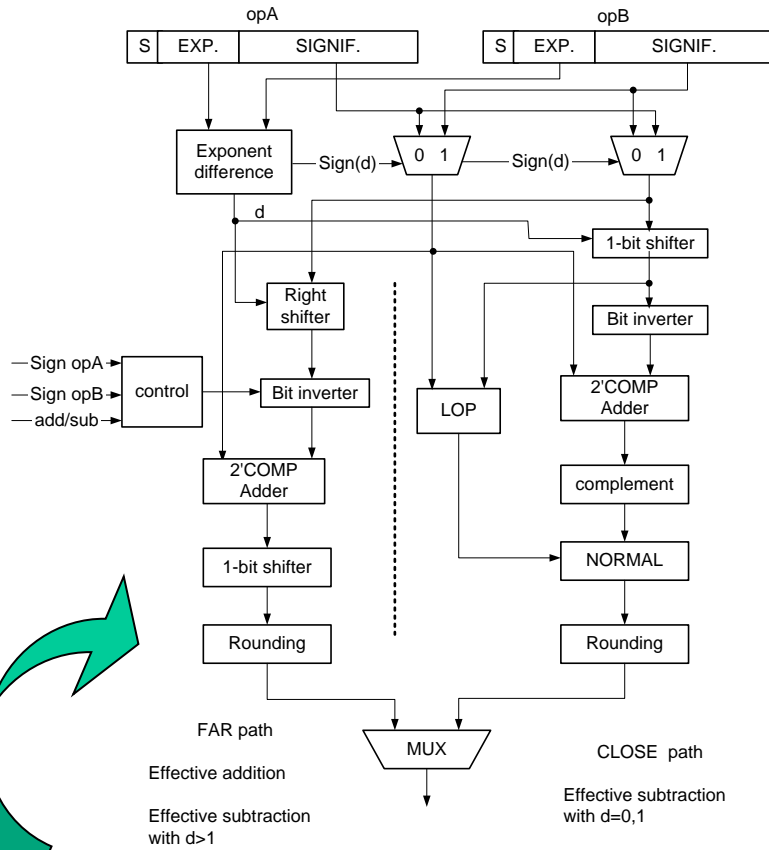 opA
opB
S EXP. SIGNIF.
S EXP. SIGNIF.
Exponent
difference
Sign(d)
0 1
Sign(d)
0 1
d
1-bit shifter
Right
shifter
Bit inverter
Sign opA
Sign opB
add/sub
control
Bit inverter
LOP
2'COMP
Adder
2'COMP
Adder
complement
1-bit shifter
NORMAL
Rounding
Rounding
MUX
FAR path
Effective addition
Effective subtraction
with d>1
CLOSE path
Effective subtraction
with d=0,1